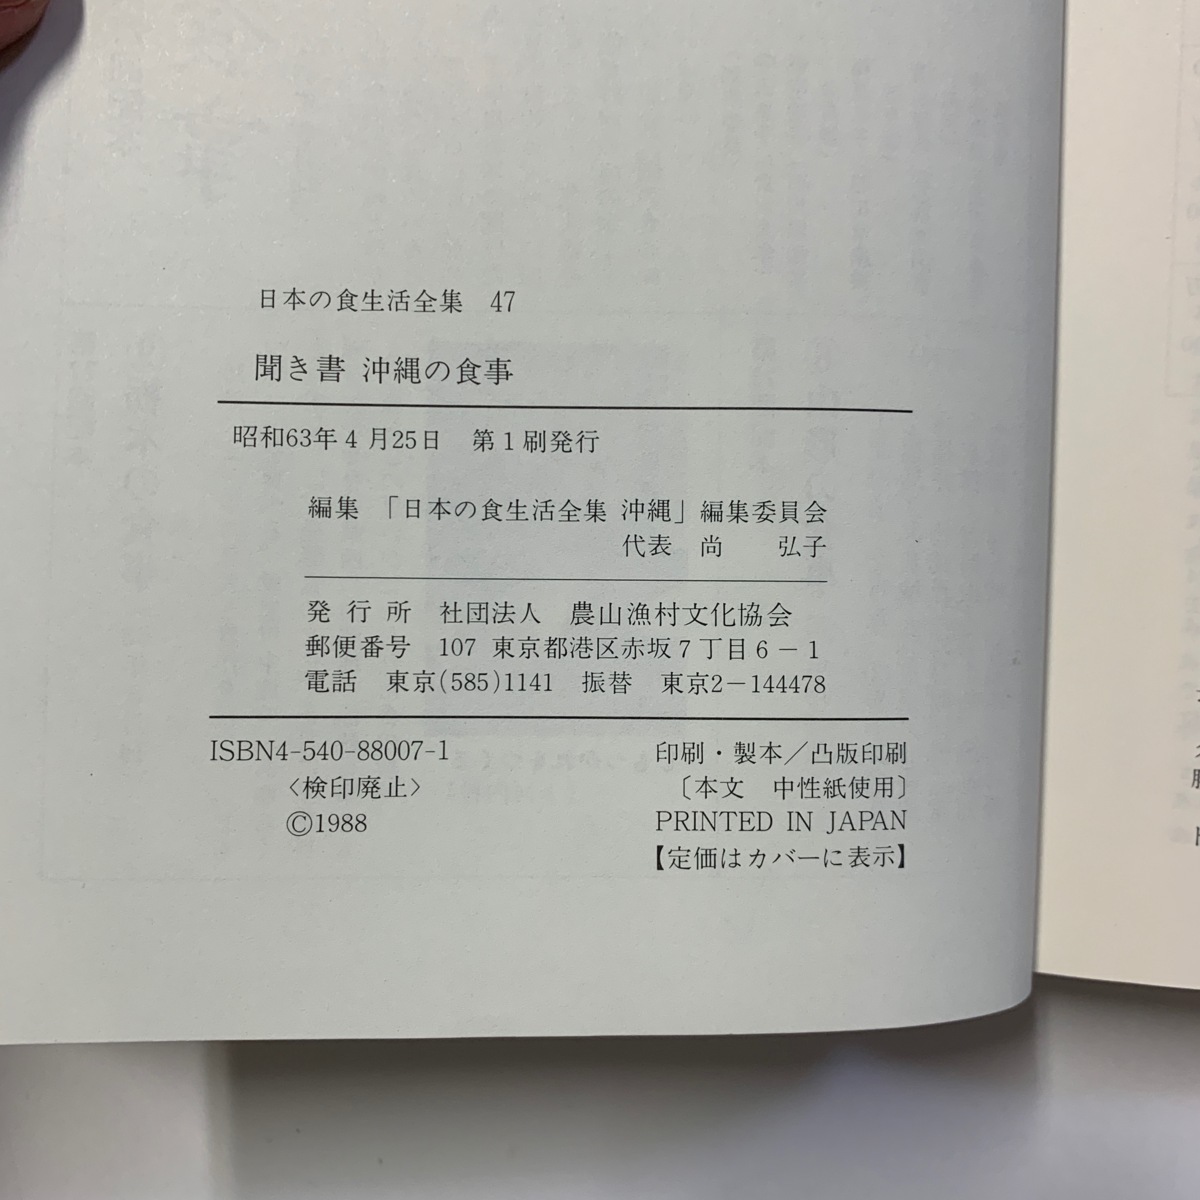 日本の食生活全集 47
聞き書 沖縄の食事
昭和63年4月25日 第1刷発行
編集 「日本の食生活全集 沖縄」編集委員会
代表 尚 弘子
発行所 社団法人 農山漁村文化協会
郵便番号 107 東京都港区赤坂7丁目6-1
電話 東京(585)1141 振替 東京2-144478
ISBN4-540-88007-1
〈検印廃止〉
©1988
印刷・製本／凸版印刷
〔本文 中性紙使用〕
PRINTED IN JAPAN
【定価はカバーに表示】